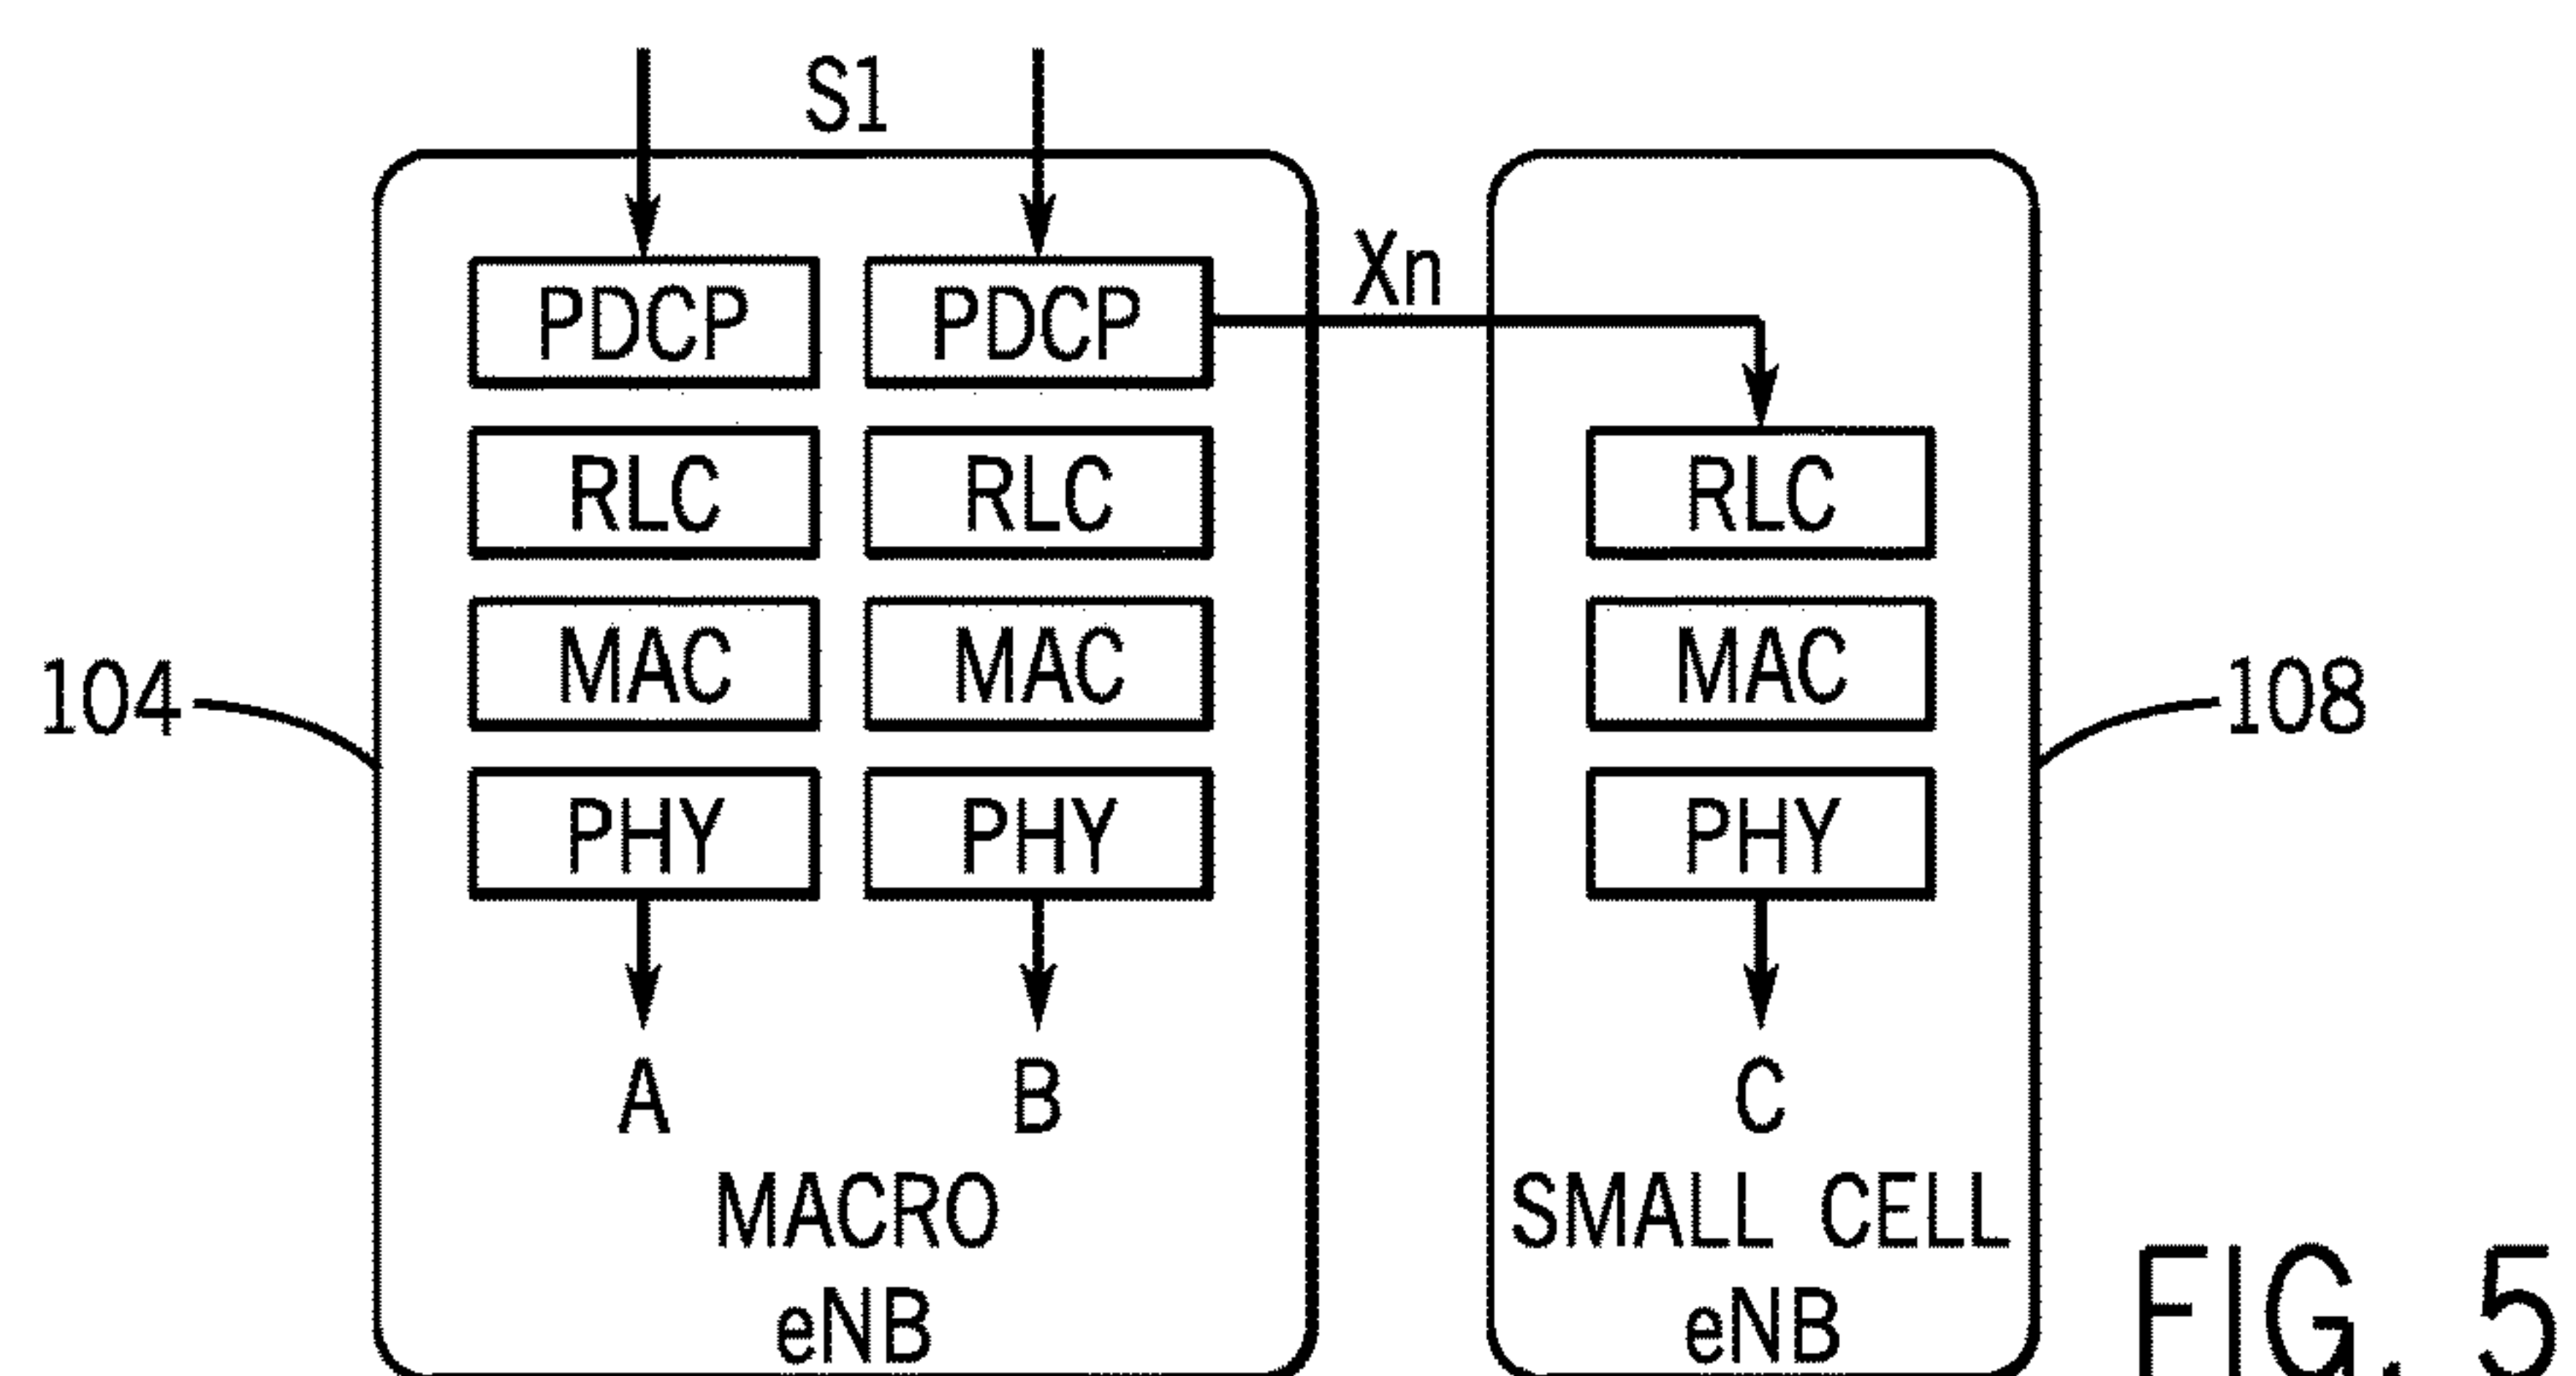 S1
Xn
PDCP PDCP
RLC RLC RLC
MAC MAC MAC
104 108
PHY PHY PHY
A B C
MACRO
eNB
SMALL CELL
eNB
FIG. 5